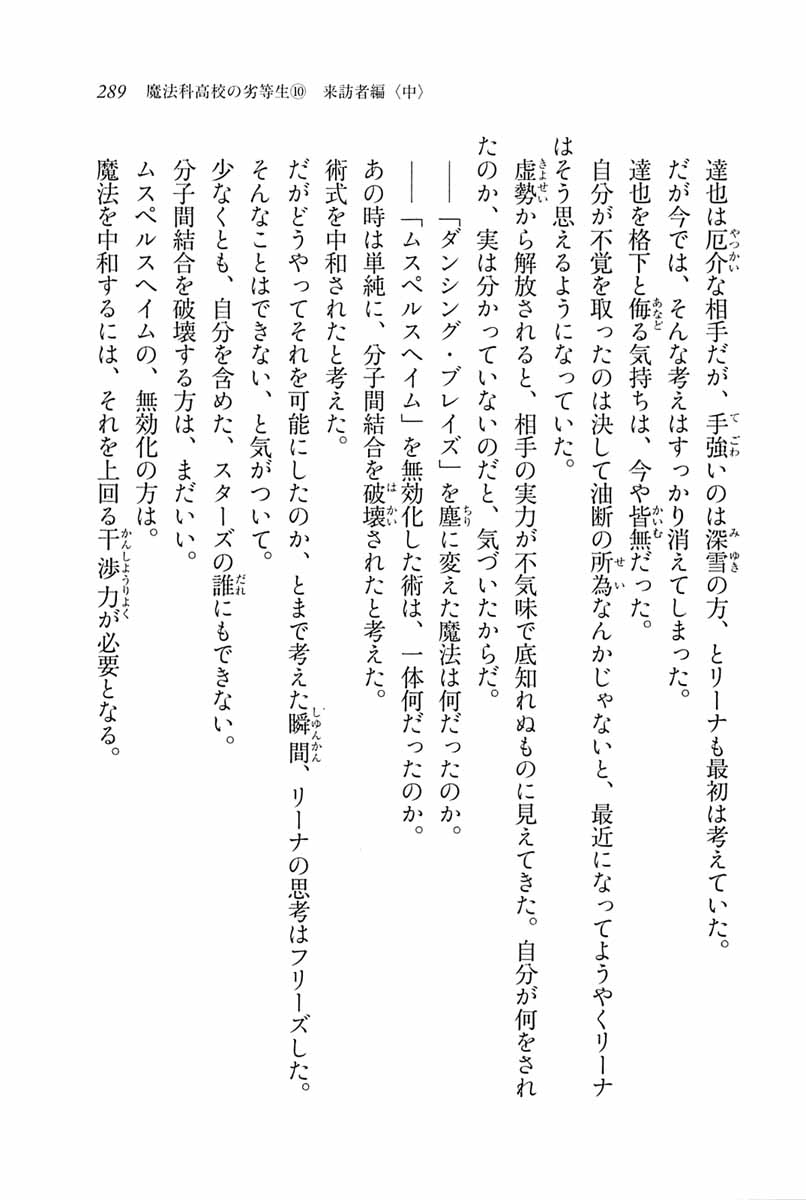 289 魔法科高校の劣等生⑩ 来訪者編〈中〉
達也は厄介な相手だが、手強いのは深雪の方、とリーナも最初は考えていた。
だが今では、そんな考えはすっかり消えてしまった。
達也を格下と侮る気持ちは、今や皆無だった。
自分が不覚を取ったのは決して油断の所為なんかじゃないと、最近になってようやくリーナ
はそう思えるようになっていた。
虚勢から解放されると、相手の実力が不気味で底知れぬものに見えてきた。自分が何をされ
たのか、実は分かっていないのだと、気づいたからだ。
――「ダンシング・ブレイズ」を塵に変えた魔法は何だったのか。
――「ムスペルスヘイム」を無効化した術は、一体何だったのか。
あの時は単純に、分子間結合を破壊されたと考えた。
術式を中和されたと考えた。
だがどうやってそれを可能にしたのか、とまで考えた瞬間、リーナの思考はフリーズした。
そんなことはできない、と気がついて。
少なくとも、自分を含めた、スターズの誰にもできない。
分子間結合を破壊する方は、まだいい。
ムスペルスヘイムの、無効化の方は。
魔法を中和するには、それを上回る干渉力が必要となる。